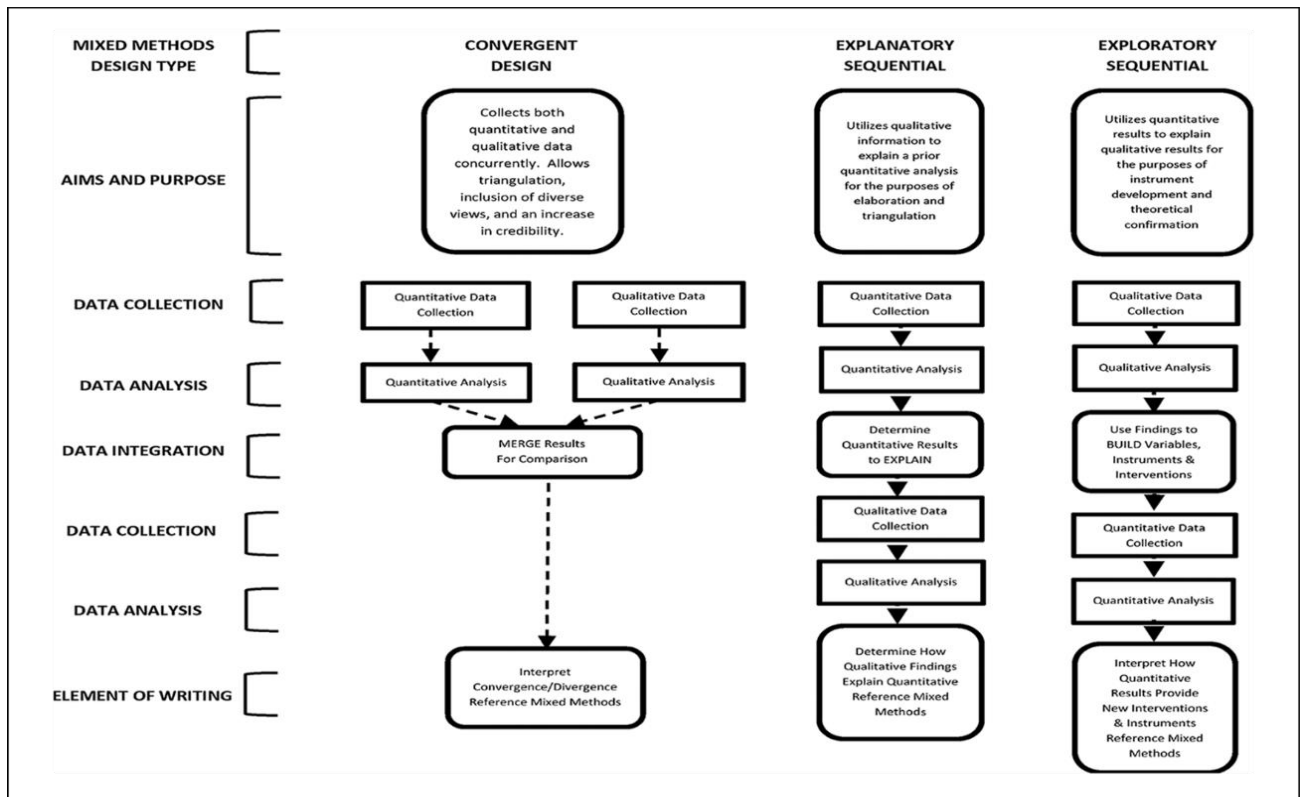 MIXED METHODS
DESIGN TYPE
CONVERGENT
DESIGN
EXPLANATORY
SEQUENTIAL
EXPLORATORY
SEQUENTIAL
AIMS AND PURPOSE
Collects both
quantitative and
qualitative data
concurrently. Allows
triangulation,
inclusion of diverse
views, and an increase
in credibility.
Utilizes qualitative
information to
explain a prior
quantitative analysis
for the purposes of
elaboration and
triangulation
Utilizes quantitative
results to explain
qualitative results for
the purposes of
instrument
development and
theoretical
confirmation
DATA COLLECTION
Quantitative Data
Collection
Qualitative Data
Collection
Quantitative Data
Collection
Qualitative Data
Collection
DATA ANALYSIS
Quantitative Analysis
Qualitative Analysis
Quantitative Analysis
Qualitative Analysis
DATA INTEGRATION
MERGE Results
For Comparison
Determine
Quantitative Results
to EXPLAIN
Use Findings to
BUILD Variables,
Instruments &
Interventions
DATA COLLECTION
Qualitative Data
Collection
Quantitative Data
Collection
DATA ANALYSIS
Qualitative Analysis
Quantitative Analysis
ELEMENT OF WRITING
Interpret
Convergence/Divergence
Reference Mixed Methods
Determine How
Qualitative Findings
Explain Quantitative
Reference Mixed
Methods
Interpret How
Quantitative
Results Provide
New Interventions
& Instruments
Reference Mixed
Methods